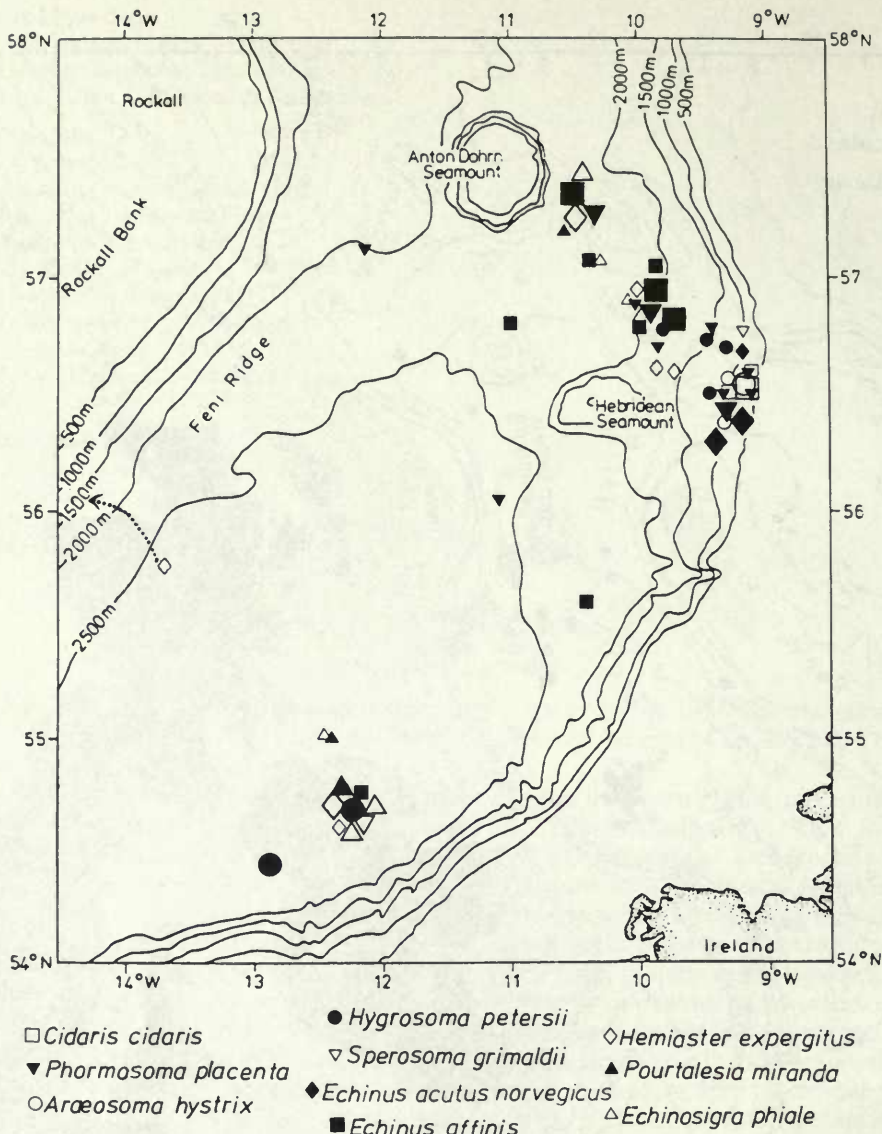 14°W 13 12 11 10 9°W
58°N 58°N
Rockall
Anton Dohrn
Seamount
2000m
1500m
1000m
500m
57 57
Rockall Bank
Feni Ridge
Hebridean
Seamount
500m
1000m
1500m
2000m
2500m
56 56
55 55
Ireland
54°N 54°N
14°W 13 12 11 10 9°W
Cidaris cidaris
Phormosoma placenta
Aræosoma hystrix
Hygrosoma petersii
Sperosoma grimaldii
Echinus acutus norvegicus
Echinus affinis
Hemiaster expergitus
Pourtalesia miranda
Echinosigra phiale